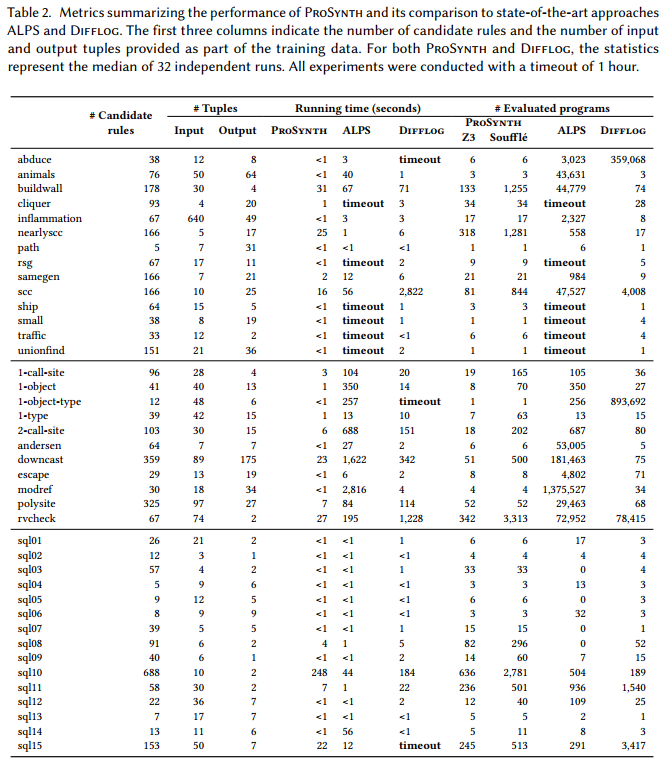 Table 2. Metrics summarizing the performance of PROSYNTH and its comparison to state-of-the-art approaches
ALPS and DIFFLOG. The first three columns indicate the number of candidate rules and the number of input
and output tuples provided as part of the training data. For both PROSYNTH and DIFFLOG, the statistics
represent the median of 32 independent runs. All experiments were conducted with a timeout of 1 hour.
# Candidate rules # Tuples Running time (seconds) # Evaluated programs
Input Output PROSYNTH ALPS DIFFLOG PROSYNTH ALPS DIFFLOG
Z3 Soufflé
abduce 38 12 8 <1 3 timeout 6 6 3,023 359,068
animals 76 50 64 <1 40 1 3 3 43,631 3
buildwall 178 30 4 31 67 71 133 1,255 44,779 74
cliquer 93 4 20 1 timeout 3 34 34 timeout 28
inflammation 67 640 49 <1 3 3 17 17 2,327 8
nearlyscc 166 5 17 25 1 6 318 1,281 558 17
path 5 7 31 <1 <1 <1 1 1 6 1
rsg 67 17 11 <1 timeout 2 9 9 timeout 5
samegen 166 7 21 2 12 6 21 21 984 9
scc 166 10 25 16 56 2,822 81 844 47,527 4,008
ship 64 15 5 <1 timeout 1 3 3 timeout 1
small 38 8 19 <1 timeout 1 1 1 timeout 4
traffic 33 12 2 <1 timeout <1 6 6 timeout 4
unionfind 151 21 36 <1 timeout 2 1 1 timeout 1
1-call-site 96 28 4 3 104 20 19 165 105 36
1-object 41 40 13 1 350 14 8 70 350 27
1-object-type 12 48 6 <1 257 timeout 1 1 256 893,692
1-type 39 42 15 1 13 10 7 63 13 15
2-call-site 103 30 15 6 688 151 18 202 687 80
andersen 64 7 7 <1 27 2 6 6 53,005 5
downcast 359 89 175 23 1,622 342 51 500 181,463 75
escape 29 13 19 <1 6 2 8 8 4,802 71
modref 30 18 34 <1 2,816 4 4 4 1,375,527 34
polysite 325 97 27 7 84 114 52 52 29,463 68
rvcheck 67 74 2 27 195 1,228 342 3,313 72,952 78,415
sql01 26 21 2 <1 <1 1 6 6 17 3
sql02 12 3 1 <1 <1 <1 4 4 4 4
sql03 57 4 2 <1 <1 1 33 33 0 4
sql04 5 9 6 <1 <1 <1 3 3 13 3
sql05 9 12 5 <1 <1 <1 6 6 0 3
sql06 8 9 9 <1 <1 <1 3 3 32 3
sql07 39 5 5 <1 <1 1 15 15 0 1
sql08 91 6 2 4 1 5 82 296 0 52
sql09 40 6 1 <1 <1 2 14 60 7 15
sql10 688 10 2 248 44 184 636 2,781 504 189
sql11 58 30 2 7 1 22 236 501 936 1,540
sql12 22 36 7 <1 <1 2 12 40 109 25
sql13 7 17 7 <1 <1 <1 5 5 2 1
sql14 13 11 6 <1 56 <1 5 11 8 3
sql15 153 50 7 22 12 timeout 245 513 291 3,417